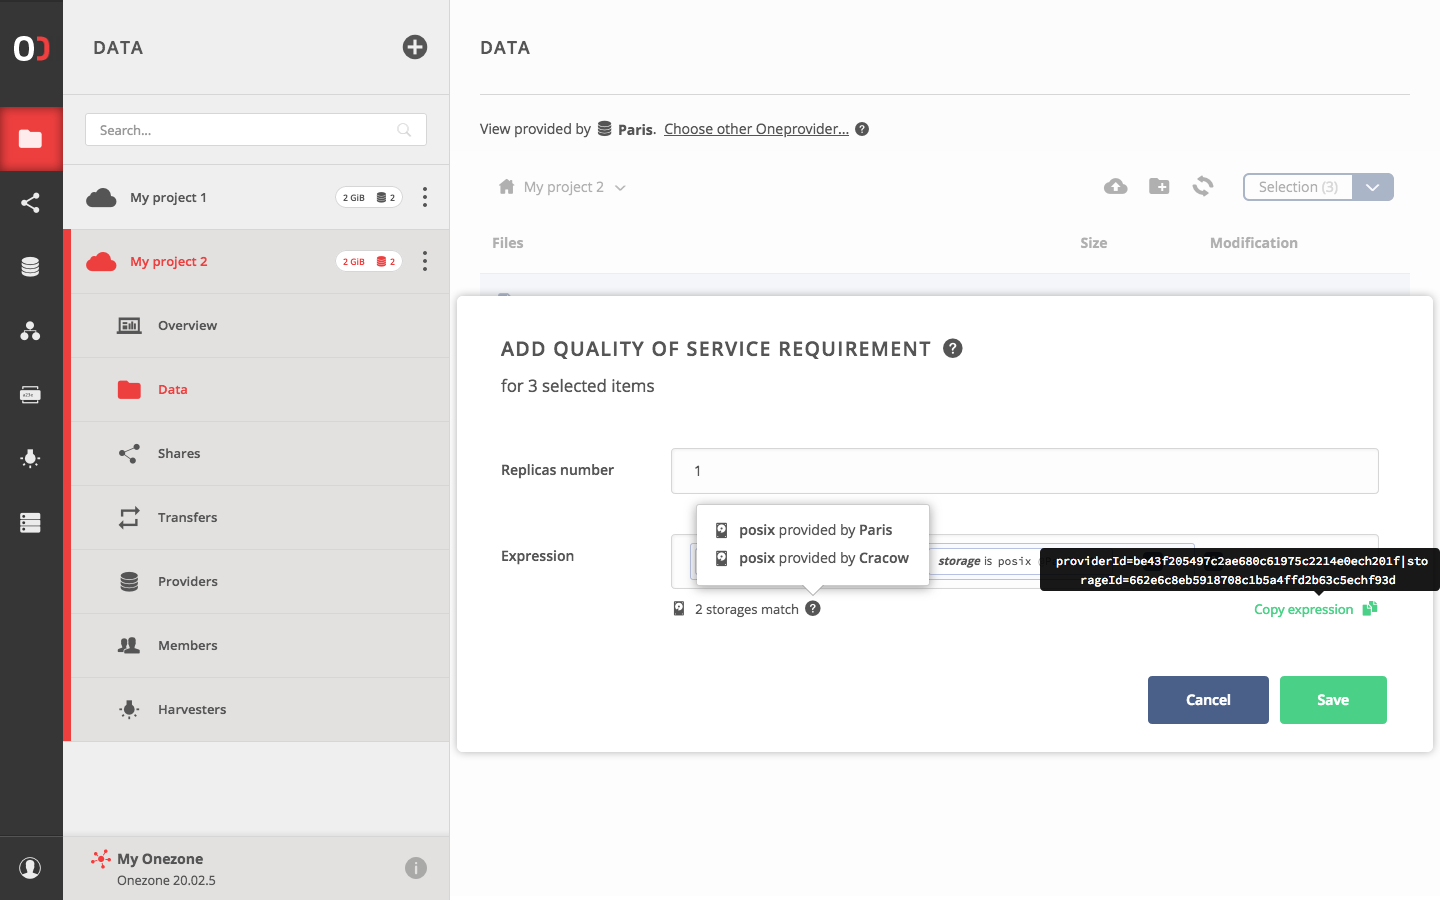 DATA
Search...
My project 1
2 GiB 2
My project 2
2 GiB 2
Overview
Data
Shares
Transfers
Providers
Members
Harvesters
My Onezone
Onezone 20.02.5
DATA
View provided by Paris. Choose other Oneprovider...
My project 2
Selection (3)
Files Size Modification
ADD QUALITY OF SERVICE REQUIREMENT
for 3 selected items
Replicas number
1
posix provided by Paris
posix provided by Cracow
Expression
storage is posix
providerId=be43f205497c2ae680c61975c2214e0ech201f|sto
rageId=662e6c8eb5918708c1b5a4ffd2b63c5echf93d
2 storages match
Copy expression
Cancel
Save